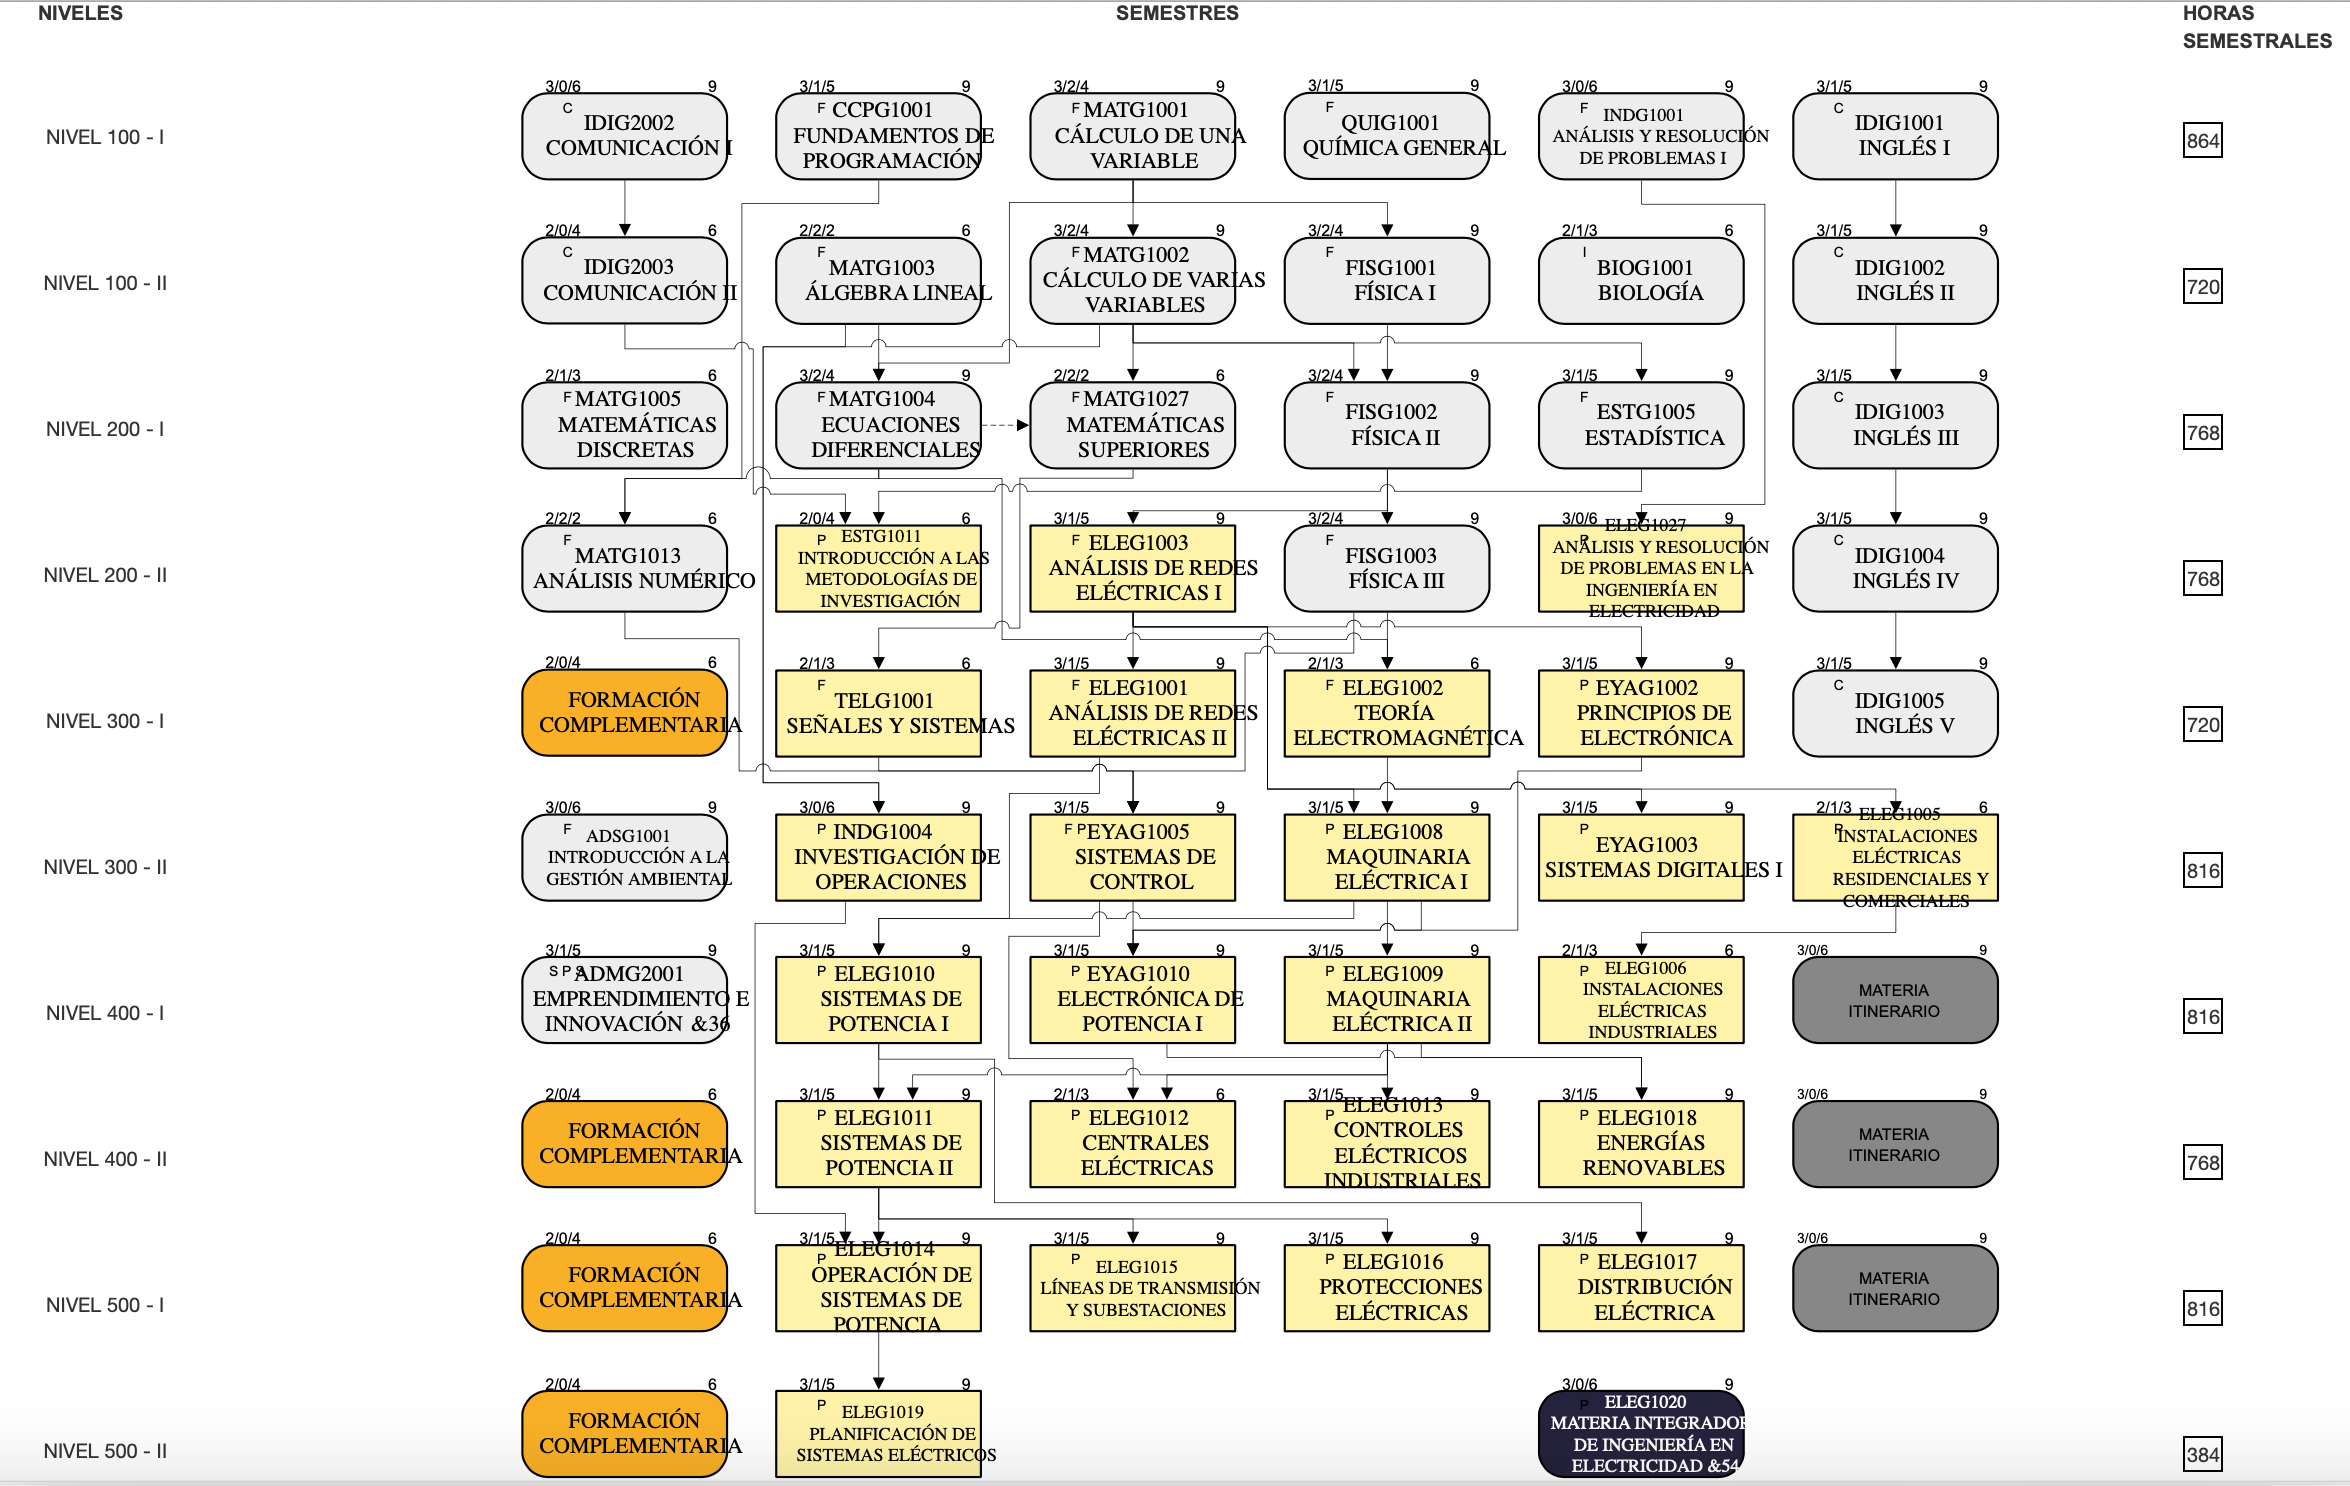 NIVELES
SEMESTRES
HORAS
SEMESTRALES
NIVEL 100 - I
3/0/6 9
C
IDIG2002
COMUNICACIÓN I
3/1/5 9
F CCPG1001
FUNDAMENTOS DE
PROGRAMACIÓN
3/2/4 9
F MATG1001
CÁLCULO DE UNA
VARIABLE
3/1/5 9
F
QUIG1001
QUÍMICA GENERAL
3/0/6 9
F
INDG1001
ANÁLISIS Y RESOLUCIÓN
DE PROBLEMAS I
3/1/5 9
C
IDIG1001
INGLÉS I
864
NIVEL 100 - II
2/0/4 6
C
IDIG2003
COMUNICACIÓN II
2/2/2 6
F
MATG1003
ÁLGEBRA LINEAL
3/2/4 9
F MATG1002
CÁLCULO DE VARIAS
VARIABLES
3/2/4 9
F
FISG1001
FÍSICA I
2/1/3 6
I
BIOG1001
BIOLOGÍA
3/1/5 9
C
IDIG1002
INGLÉS II
720
NIVEL 200 - I
2/1/3 6
F MATG1005
MATEMÁTICAS
DISCRETAS
3/2/4 9
F MATG1004
ECUACIONES
DIFERENCIALES
2/2/2 6
F MATG1027
MATEMÁTICAS
SUPERIORES
3/2/4 9
F
FISG1002
FÍSICA II
3/1/5 9
F
ESTG1005
ESTADÍSTICA
3/1/5 9
C
IDIG1003
INGLÉS III
768
NIVEL 200 - II
2/2/2 6
F
MATG1013
ANÁLISIS NUMÉRICO
2/0/4 6
P
ESTG1011
INTRODUCCIÓN A LAS
METODOLOGÍAS DE
INVESTIGACIÓN
3/1/5 9
F ELEG1003
ANÁLISIS DE REDES
ELÉCTRICAS I
3/2/4 9
F
FISG1003
FÍSICA III
3/0/6 9
P
ELEG1027
ANÁLISIS Y RESOLUCIÓN
DE PROBLEMAS EN LA
INGENIERÍA EN
ELECTRICIDAD
3/1/5 9
C
IDIG1004
INGLÉS IV
768
NIVEL 300 - I
2/0/4 6
FORMACIÓN
COMPLEMENTARIA
2/1/3 6
F
TELG1001
SEÑALES Y SISTEMAS
3/1/5 9
F ELEG1001
ANÁLISIS DE REDES
ELÉCTRICAS II
2/1/3 6
F ELEG1002
TEORÍA
ELECTROMAGNÉTICA
3/1/5 9
P EYAG1002
PRINCIPIOS DE
ELECTRÓNICA
3/1/5 9
C
IDIG1005
INGLÉS V
720
NIVEL 300 - II
3/0/6 9
F
ADSG1001
INTRODUCCIÓN A LA
GESTIÓN AMBIENTAL
3/0/6 9
P INDG1004
INVESTIGACIÓN DE
OPERACIONES
3/1/5 9
F P EYAG1005
SISTEMAS DE
CONTROL
3/1/5 9
P ELEG1008
MAQUINARIA
ELÉCTRICA I
3/1/5 9
P
EYAG1003
SISTEMAS DIGITALES I
2/1/3 6
P
ELEG1005
INSTALACIONES
ELÉCTRICAS
RESIDENCIALES Y
COMERCIALES
816
NIVEL 400 - I
3/1/5 9
S P S ADMG2001
EMPRENDIMIENTO E
INNOVACIÓN &36
3/1/5 9
P ELEG1010
SISTEMAS DE
POTENCIA I
3/1/5 9
P EYAG1010
ELECTRÓNICA DE
POTENCIA I
3/1/5 9
P ELEG1009
MAQUINARIA
ELÉCTRICA II
2/1/3 6
P
ELEG1006
INSTALACIONES
ELÉCTRICAS
INDUSTRIALES
3/0/6 9
MATERIA
ITINERARIO
816
NIVEL 400 - II
2/0/4 6
FORMACIÓN
COMPLEMENTARIA
3/1/5 9
P ELEG1011
SISTEMAS DE
POTENCIA II
2/1/3 6
P ELEG1012
CENTRALES
ELÉCTRICAS
3/1/5 9
P
ELEG1013
CONTROLES
ELÉCTRICOS
INDUSTRIALES
3/1/5 9
P ELEG1018
ENERGÍAS
RENOVABLES
3/0/6 9
MATERIA
ITINERARIO
768
NIVEL 500 - I
2/0/4 6
FORMACIÓN
COMPLEMENTARIA
3/1/5 9
P
ELEG1014
OPERACIÓN DE
SISTEMAS DE
POTENCIA
3/1/5 9
P
ELEG1015
LÍNEAS DE TRANSMISIÓN
Y SUBESTACIONES
3/1/5 9
P ELEG1016
PROTECCIONES
ELÉCTRICAS
3/1/5 9
P ELEG1017
DISTRIBUCIÓN
ELÉCTRICA
3/0/6 9
MATERIA
ITINERARIO
816
NIVEL 500 - II
2/0/4 6
FORMACIÓN
COMPLEMENTARIA
3/1/5 9
P
ELEG1019
PLANIFICACIÓN DE
SISTEMAS ELÉCTRICOS
3/0/6 9
P
ELEG1020
MATERIA INTEGRADOR
DE INGENIERÍA EN
ELECTRICIDAD &54
384